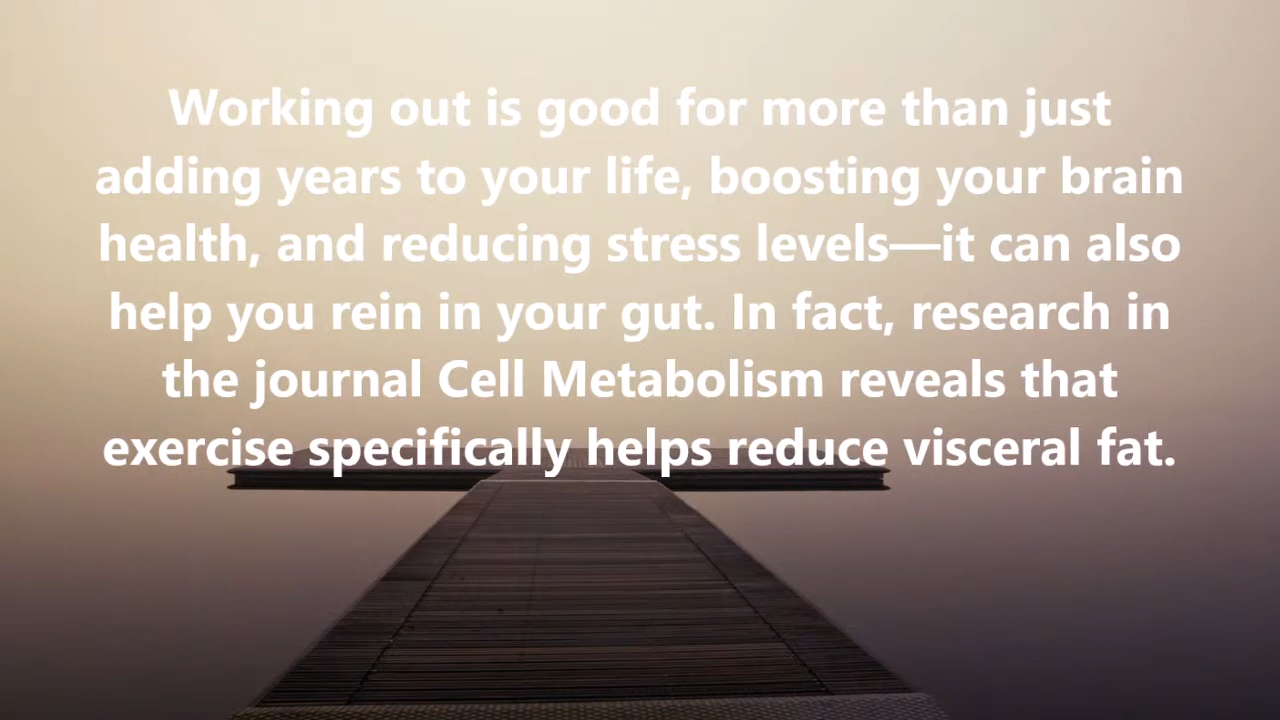 Working out is good for more than just
adding years to your life, boosting your brain
health, and reducing stress levels—it can also
help you rein in your gut. In fact, research in
the journal Cell Metabolism reveals that
exercise specifically helps reduce visceral fat.